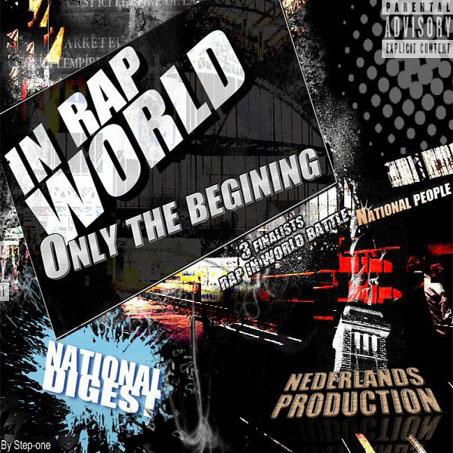 PARENTAL
ADVISORY
EXPLICIT CONTENT
ARRÊTE
IN RAP
WORLD
ONLY THE BEGINING
3 FINALISTS
RAP IN WORLD BATTLE
NATIONAL PEOPLE
NATIONAL
DIGEST
NEDERLANDS
PRODUCTION
By Step-one